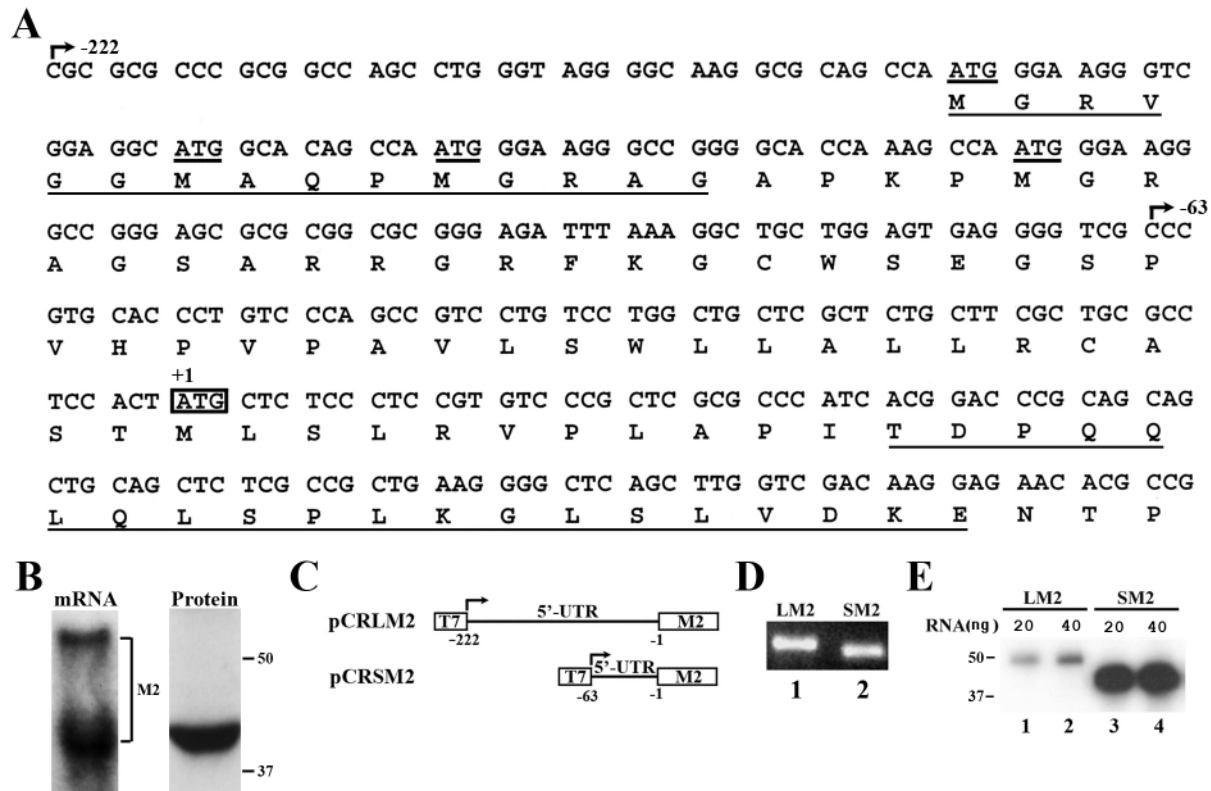 A
-222
CGC GCG CCC GCG GCC AGC CTG GGT AGG GGC AAG GCG CAG CCA ATG GGA AGG GTC
M G R V
GGA GGC ATG GCA CAG CCA ATG GGA AGG GCC GGG GCA CCA AAG CCA ATG GGA AGG
G G M A Q P M G R A G A P K P M G R
-63
GCC GGG AGC GCG CGG CGC GGG AGA TTT AAA GGC TGC TGG AGT GAG GGG TCG CCC
A G S A R R G R F K G C W S E G S P
GTG CAC CCT GTC CCA GCC GTC CTG TCC TGG CTG CTC GCT CTG CTT CGC TGC GCC
V H P V P A V L S W L L A L L R C A
+1
TCC ACT ATG CTC TCC CTC CGT GTC CCG CTC GCG CCC ATC ACG GAC CCG CAG CAG
S T M L S L R V P L A P I T D P Q Q
CTG CAG CTC TCG CCG CTG AAG GGG CTC AGC TTG GTC GAC AAG GAG AAC ACG CCG
L Q L S P L K G L S L V D K E N T P
B
mRNA Protein
M2
50
37
C
pCRLM2 T7 5'-UTR M2
-222 -1
pCRSM2 T7 5'-UTR M2
-63 -1
D
LM2 SM2
1 2
E
LM2 SM2
RNA(ng) 20 40 20 40
50
37
1 2 3 4